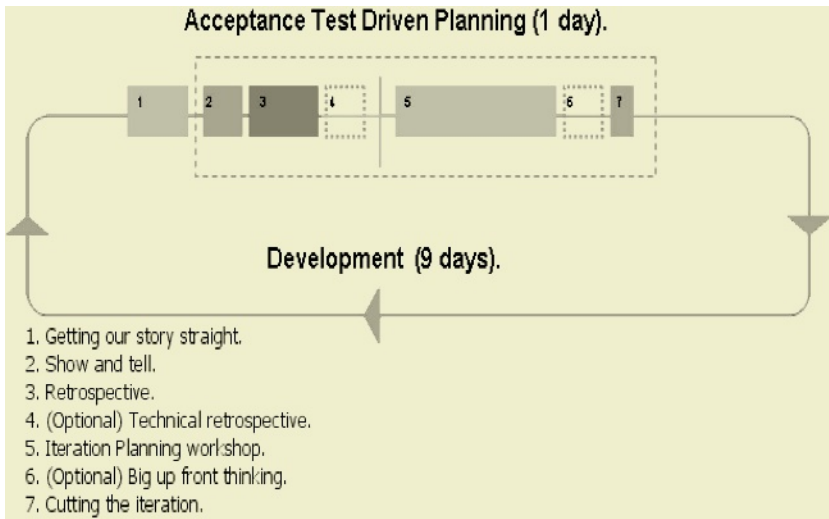 Acceptance Test Driven Planning (1 day).
1 2 3 4 5 6 7
Development (9 days).
1. Getting our story straight.
2. Show and tell.
3. Retrospective.
4. (Optional) Technical retrospective.
5. Iteration Planning workshop.
6. (Optional) Big up front thinking.
7. Cutting the iteration.